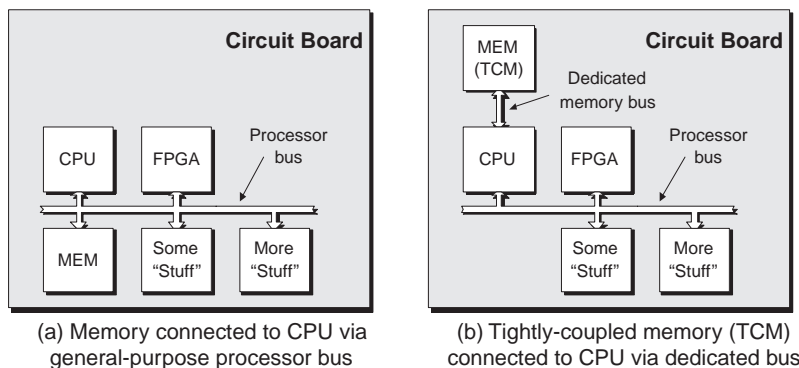 Circuit Board
Processor
bus
CPU
FPGA
MEM
Some
“Stuff”
More
“Stuff”
(a) Memory connected to CPU via
general-purpose processor bus
Circuit Board
MEM
(TCM)
Dedicated
memory bus
Processor
bus
CPU
FPGA
Some
“Stuff”
More
“Stuff”
(b) Tightly-coupled memory (TCM)
connected to CPU via dedicated bus